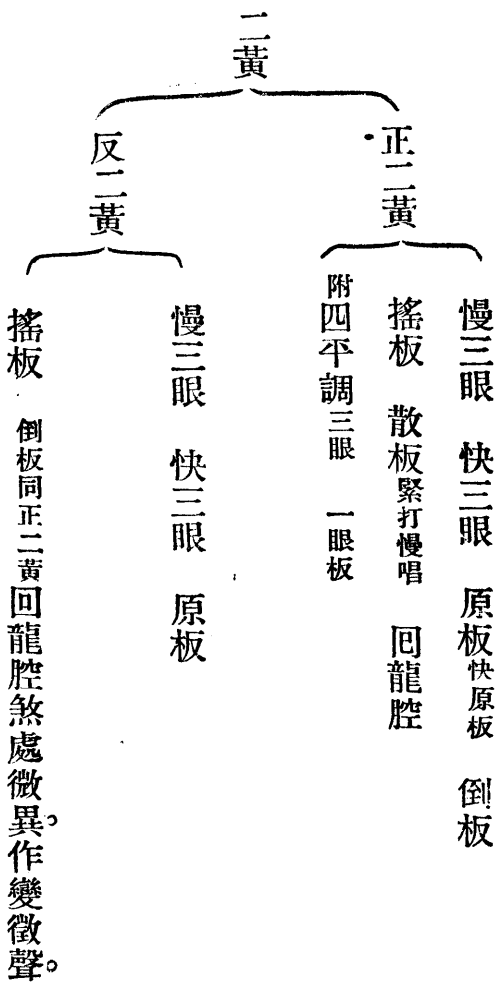 二黃
正二黃
慢三眼 快三眼 原板快原板 倒板
搖板 散板緊打慢唱 回龍腔
附四平調三眼 一眼板
反二黃
慢三眼 快三眼 原板
搖板 倒板同正二黃回龍腔煞處微異。作變徵聲。